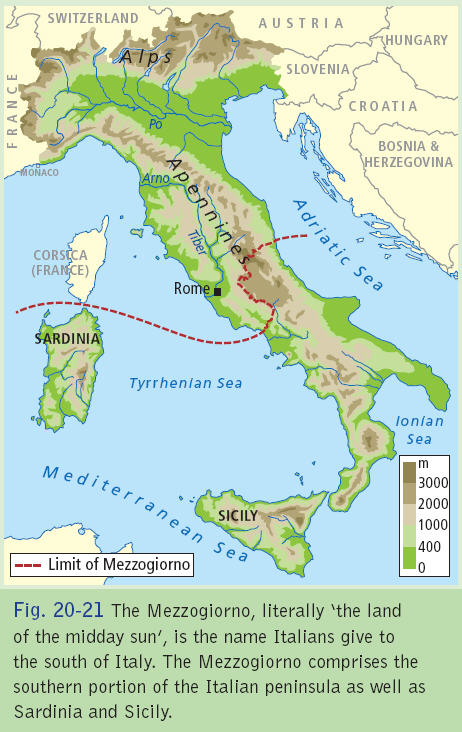 SWITZERLAND
AUSTRIA
HUNGARY
Alps
SLOVENIA
FRANCE
CROATIA
Po
BOSNIA &
HERZEGOVINA
MONACO
Arno
Apennines
Adriatic Sea
Tiber
CORSICA
(FRANCE)
Rome
SARDINIA
Tyrrhenian Sea
Ionian
Sea
Mediterranean Sea
m
3000
2000
1000
400
0
SICILY
Limit of Mezzogiorno
Fig. 20-21 The Mezzogiorno, literally ‘the land
of the midday sun’, is the name Italians give to
the south of Italy. The Mezzogiorno comprises the
southern portion of the Italian peninsula as well as
Sardinia and Sicily.